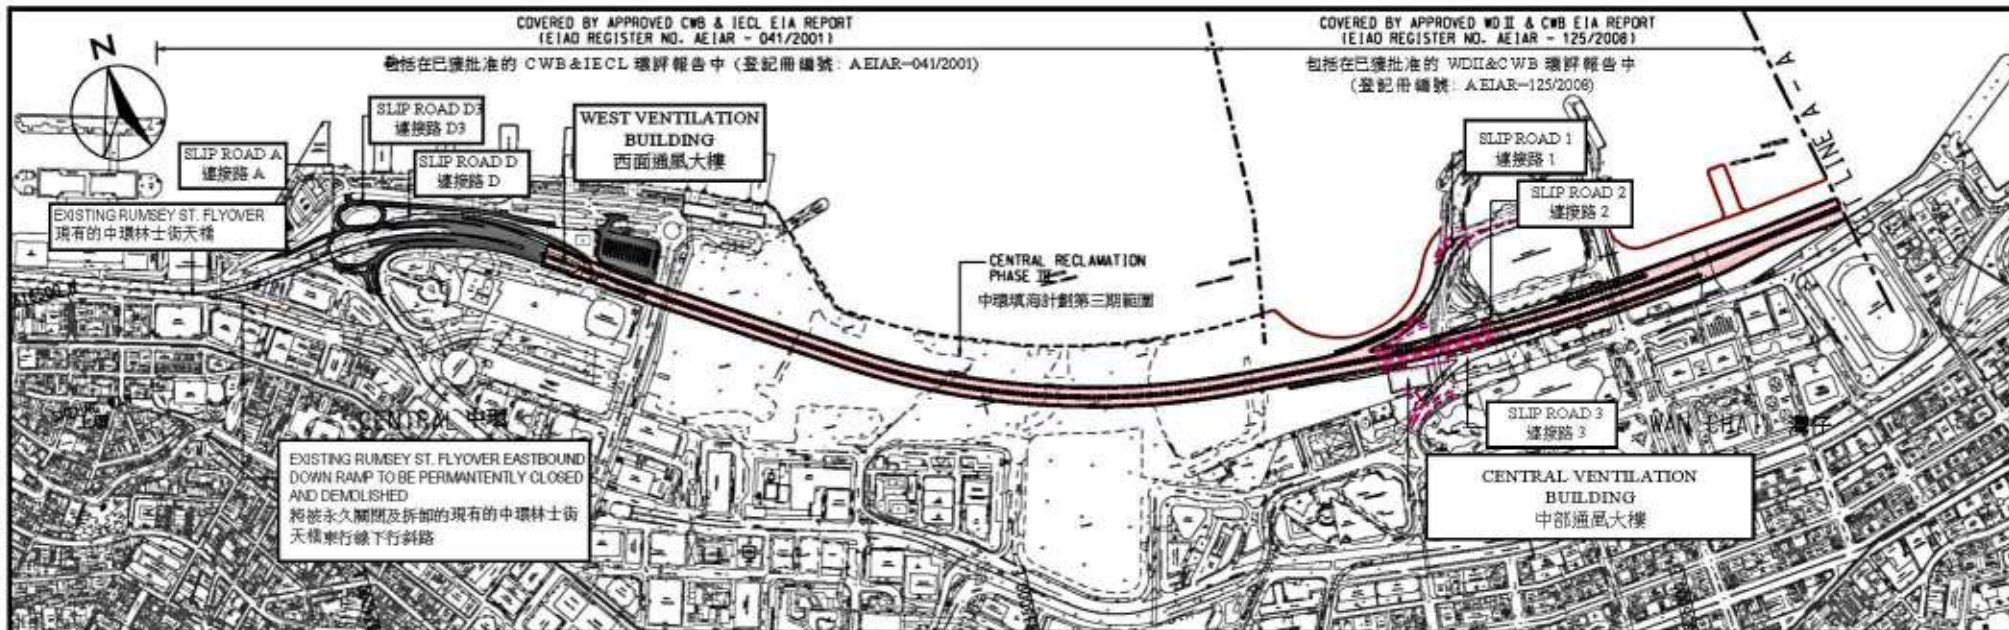 COVERED BY APPROVED CWB & IECL EIA REPORT
(EIAO REGISTER NO. AEIAR - 041/2001)
包括在已獲批准的 CWB&IECL 環評報告中 (登記冊編號: AEIAR-041/2001)
COVERED BY APPROVED WDII & CWB EIA REPORT
(EIAO REGISTER NO. AEIAR - 125/2008)
包括在已獲批准的 WDII&CWB 環評報告中
(登記冊編號: AEIAR-125/2008)
N
LINE A - A
SLIP ROAD D3
連接路 D3
WEST VENTILATION
BUILDING
西面通風大樓
SLIP ROAD A
連接路 A
SLIP ROAD D
連接路 D
SLIP ROAD 1
連接路 1
SLIP ROAD 2
連接路 2
EXISTING RUMSEY ST. FLYOVER
現有的中環林士街天橋
CENTRAL RECLAMATION
PHASE III
中環填海計劃第三期範圍
CENTRAL 中環
上環
SLIP ROAD 3
連接路 3
WAN CHAI 灣仔
EXISTING RUMSEY ST. FLYOVER EASTBOUND
DOWN RAMP TO BE PERMANTENTLY CLOSED
AND DEMOLISHED
將被永久關閉及拆卸的現有的中環林士街
天橋東行線下行斜路
CENTRAL VENTILATION
BUILDING
中部通風大樓